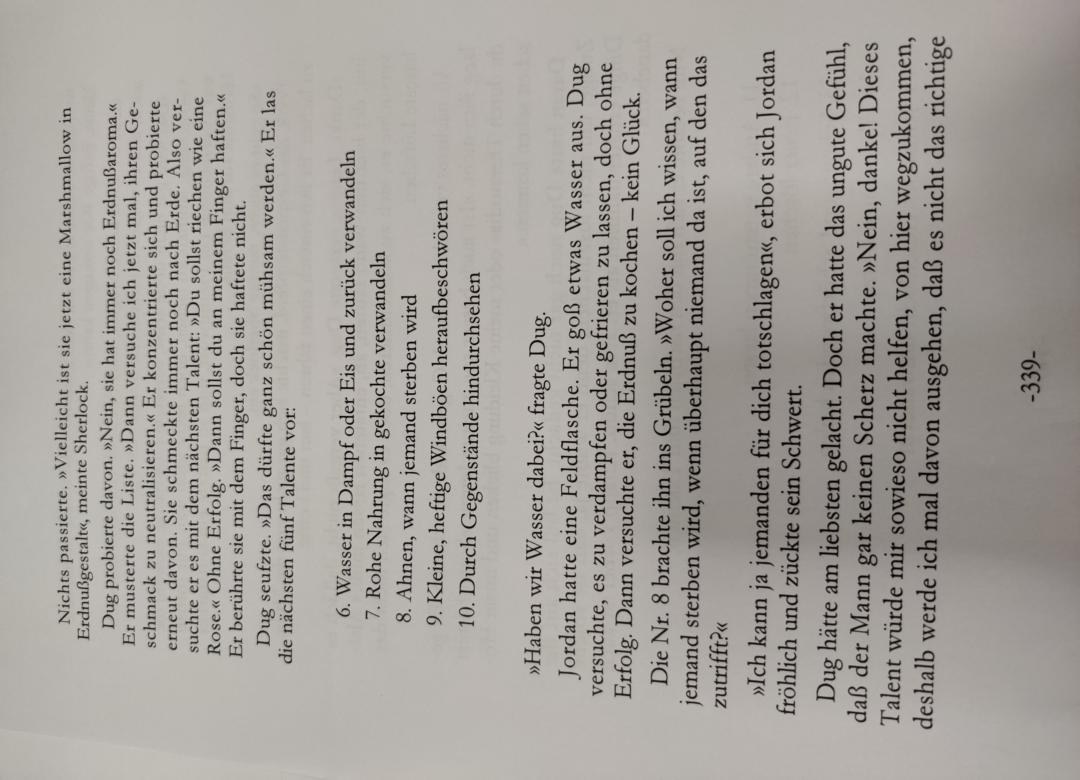 Nichts passierte. »Vielleicht ist sie jetzt eine Marshmallow in
Erdnußgestalt«, meinte Sherlock.
Dug probierte davon. »Nein, sie hat immer noch Erdnußaroma.«
Er musterte die Liste. »Dann versuche ich jetzt mal, ihren Ge-
schmack zu neutralisieren.« Er konzentrierte sich und probierte
erneut davon. Sie schmeckte immer noch nach Erde. Also ver-
suchte er es mit dem nächsten Talent: »Du sollst riechen wie eine
Rose.« Ohne Erfolg. »Dann sollst du an meinem Finger haften.«
Er berührte sie mit dem Finger, doch sie haftete nicht.
Dug seufzte. »Das dürfte ganz schön mühsam werden.« Er las
die nächsten fünf Talente vor:
6. Wasser in Dampf oder Eis und zurück verwandeln
7. Rohe Nahrung in gekochte verwandeln
8. Ahnen, wann jemand sterben wird
9. Kleine, heftige Windböen heraufbeschwören
10. Durch Gegenstände hindurchsehen
»Haben wir Wasser dabei?« fragte Dug.
Jordan hatte eine Feldflasche. Er goß etwas Wasser aus. Dug
versuchte, es zu verdampfen oder gefrieren zu lassen, doch ohne
Erfolg. Dann versuchte er, die Erdnuß zu kochen – kein Glück.
Die Nr. 8 brachte ihn ins Grübeln. »Woher soll ich wissen, wann
jemand sterben wird, wenn überhaupt niemand da ist, auf den das
zutrifft?«
»Ich kann ja jemanden für dich totschlagen«, erbot sich Jordan
fröhlich und zückte sein Schwert.
Dug hätte am liebsten gelacht. Doch er hatte das ungute Gefühl,
daß der Mann gar keinen Scherz machte. »Nein, danke! Dieses
Talent würde mir sowieso nicht helfen, von hier wegzukommen,
deshalb werde ich mal davon ausgehen, daß es nicht das richtige
-339-